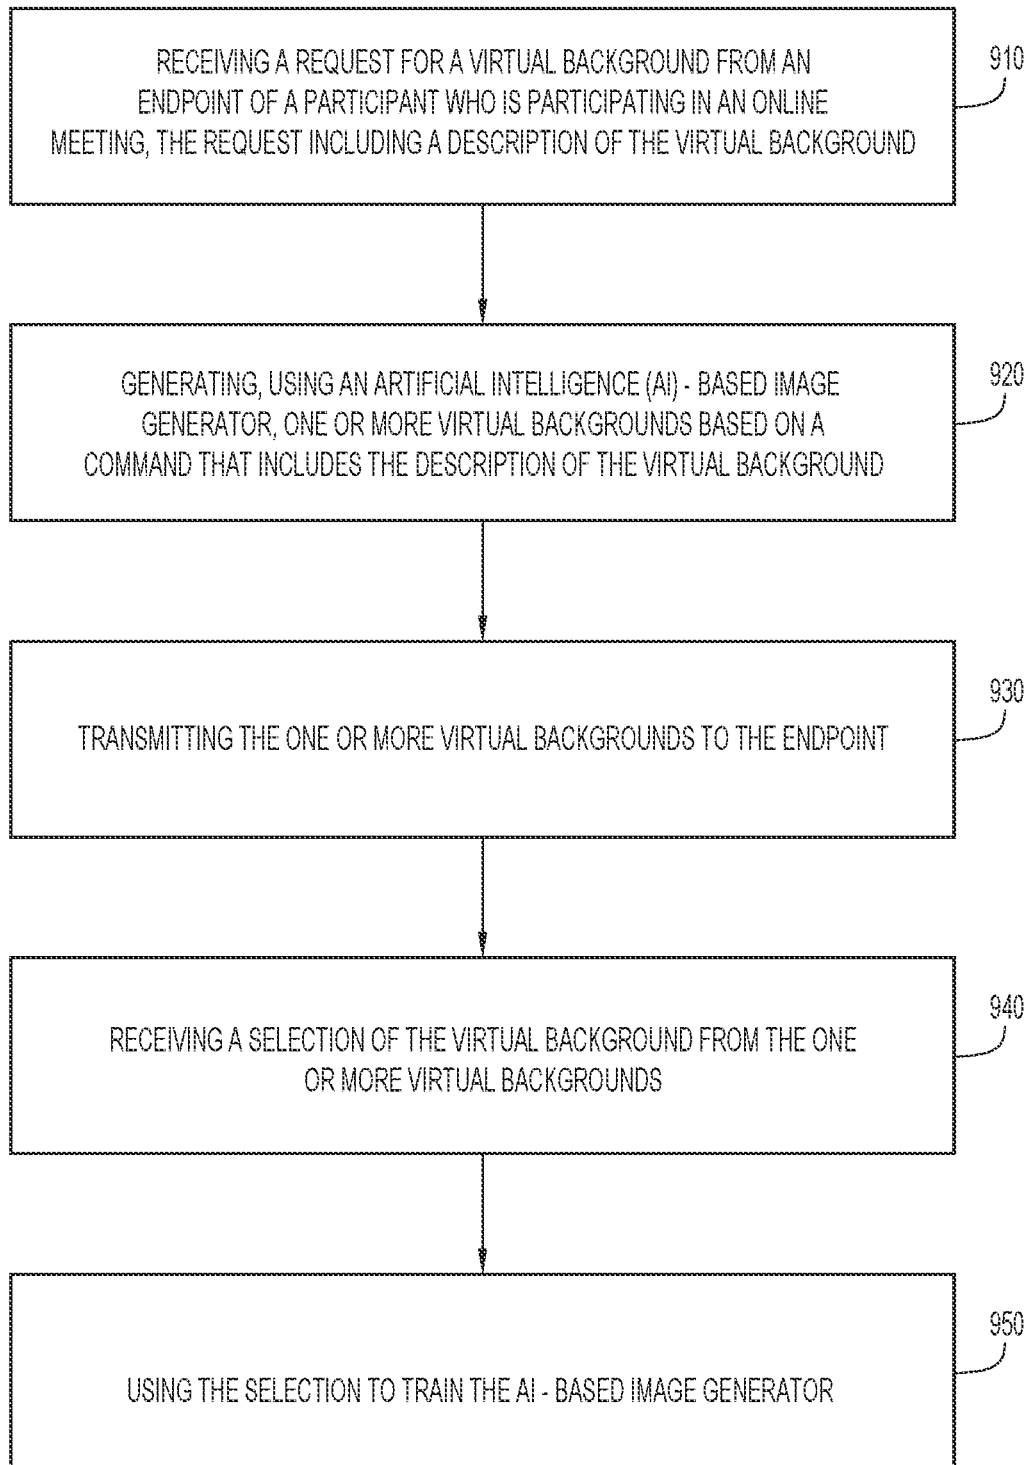 RECEIVING A REQUEST FOR A VIRTUAL BACKGROUND FROM AN
ENDPOINT OF A PARTICIPANT WHO IS PARTICIPATING IN AN ONLINE
MEETING, THE REQUEST INCLUDING A DESCRIPTION OF THE VIRTUAL BACKGROUND
910
GENERATING, USING AN ARTIFICIAL INTELLIGENCE (AI) - BASED IMAGE
GENERATOR, ONE OR MORE VIRTUAL BACKGROUNDS BASED ON A
COMMAND THAT INCLUDES THE DESCRIPTION OF THE VIRTUAL BACKGROUND
920
TRANSMITTING THE ONE OR MORE VIRTUAL BACKGROUNDS TO THE ENDPOINT
930
RECEIVING A SELECTION OF THE VIRTUAL BACKGROUND FROM THE ONE
OR MORE VIRTUAL BACKGROUNDS
940
USING THE SELECTION TO TRAIN THE AI - BASED IMAGE GENERATOR
950